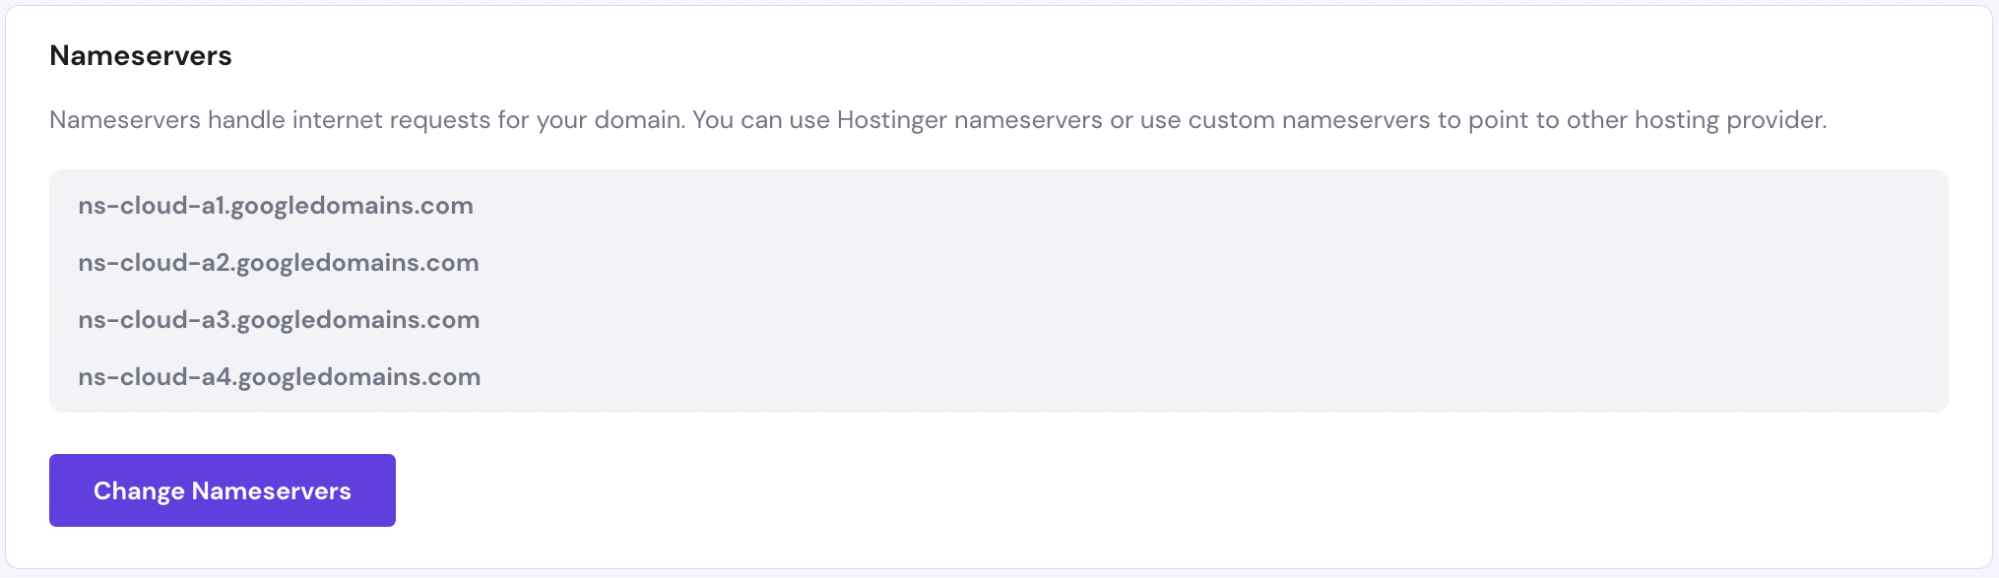 Nameservers
Nameservers handle internet requests for your domain. You can use Hostinger nameservers or use custom nameservers to point to other hosting provider.
ns-cloud-a1.googledomains.com
ns-cloud-a2.googledomains.com
ns-cloud-a3.googledomains.com
ns-cloud-a4.googledomains.com
Change Nameservers